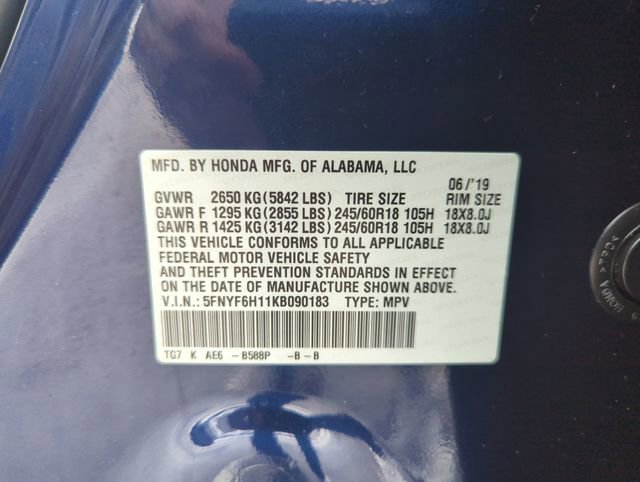 MFD. BY HONDA MFG. OF ALABAMA, LLC
06/'19
GVWR 2650 KG(5842 LBS) TIRE SIZE RIM SIZE
GAWR F 1295 KG(2855 LBS) 245/60R18 105H 18X8.0J
GAWR R 1425 KG(3142 LBS) 245/60R18 105H 18X8.0J
THIS VEHICLE CONFORMS TO ALL APPLICABLE
FEDERAL MOTOR VEHICLE SAFETY
AND THEFT PREVENTION STANDARDS IN EFFECT
ON THE DATE OF MANUFACTURE SHOWN ABOVE.
V.I.N.: 5FNYF6H11KB090183 TYPE: MPV
TG7 K AE6 -B588P -B-B